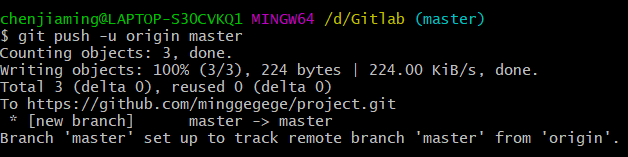 chenjiaming@LAPTOP-S3OCVKQ1 MINGW64 /d/Gitlab (master)
$ git push -u origin master
Counting objects: 3, done.
Writing objects: 100% (3/3), 224 bytes | 224.00 KiB/s, done.
Total 3 (delta 0), reused 0 (delta 0)
To https://github.com/minggegege/project.git
 * [new branch]      master -> master
Branch 'master' set up to track remote branch 'master' from 'origin'.